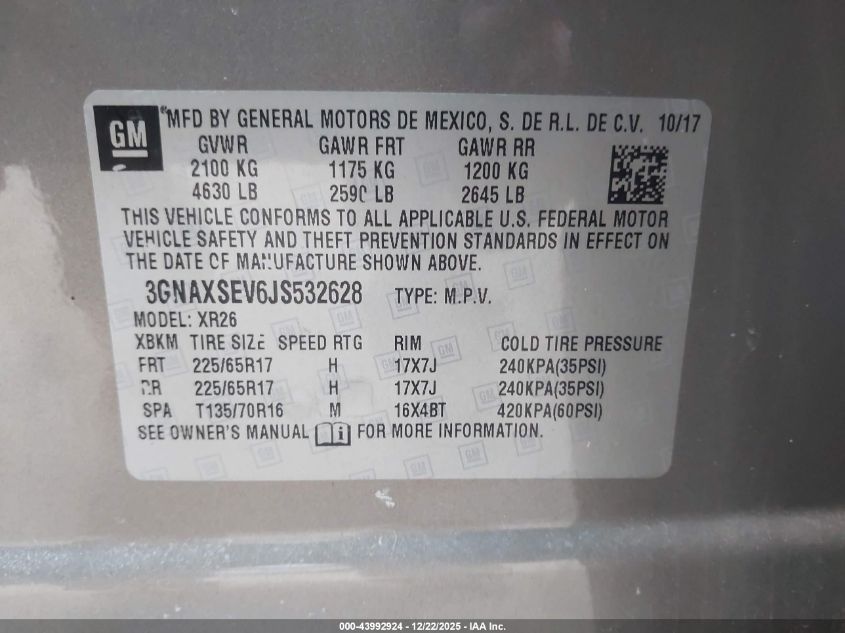 GM
MFD BY GENERAL MOTORS DE MEXICO, S. DE R.L. DE C.V. 10/17
GVWR GAWR FRT GAWR RR
2100 KG 1175 KG 1200 KG
4630 LB 2590 LB 2645 LB
THIS VEHICLE CONFORMS TO ALL APPLICABLE U.S. FEDERAL MOTOR
VEHICLE SAFETY AND THEFT PREVENTION STANDARDS IN EFFECT ON
THE DATE OF MANUFACTURE SHOWN ABOVE.
3GNAXSEV6JS532628 TYPE: M.P.V.
MODEL: XR26
XBKM TIRE SIZE SPEED RTG RIM COLD TIRE PRESSURE
FRT 225/65R17 H 17X7J 240KPA(35PSI)
RR 225/65R17 H 17X7J 240KPA(35PSI)
SPA T135/70R16 M 16X4BT 420KPA(60PSI)
SEE OWNER'S MANUAL i FOR MORE INFORMATION.
000-43992924 - 12/22/2025 - IAA Inc.